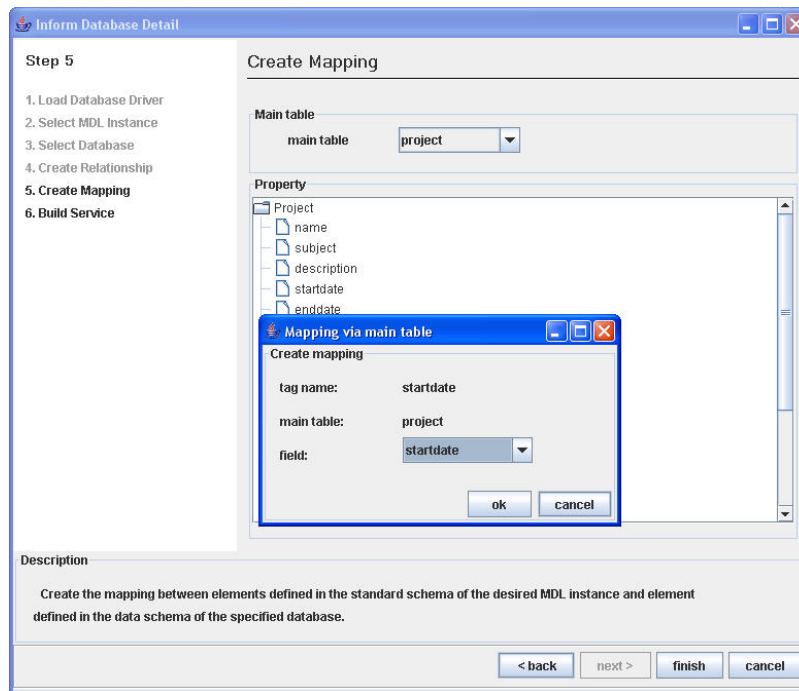 Inform Database Detail
Step 5
1. Load Database Driver
2. Select MDL Instance
3. Select Database
4. Create Relationship
5. Create Mapping
6. Build Service
Create Mapping
Main table
main table project
Property
Project
name
subject
description
startdate
enddate
Mapping via main table
Create mapping
tag name: startdate
main table: project
field: startdate
ok cancel
Description
Create the mapping between elements defined in the standard schema of the desired MDL instance and element
defined in the data schema of the specified database.
< back next > finish cancel